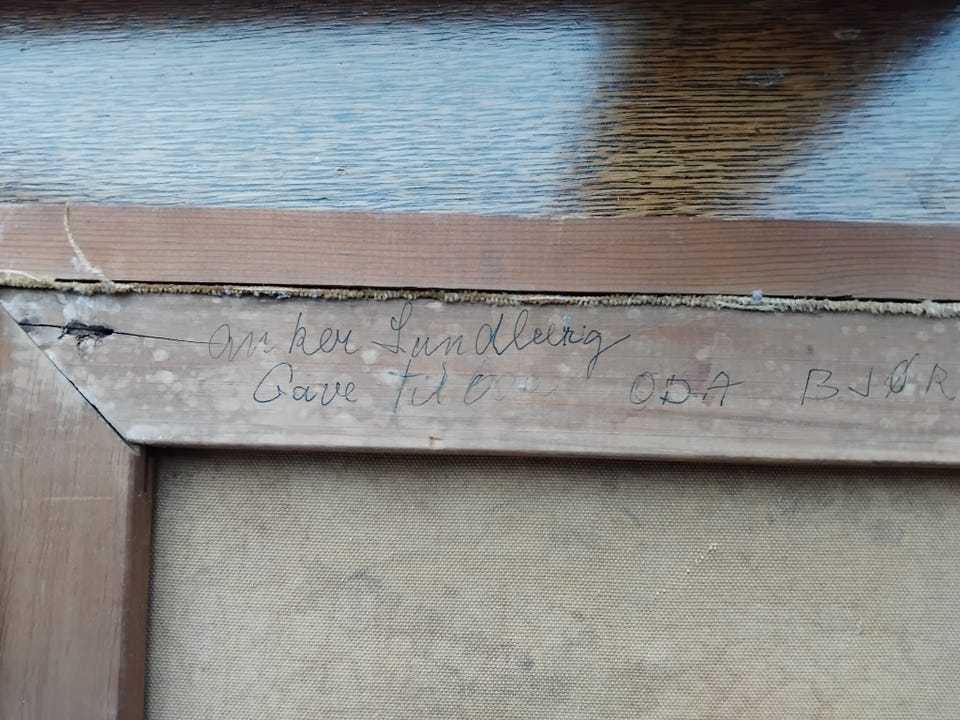 Anker Lundberg
Gave til ODA BJØR